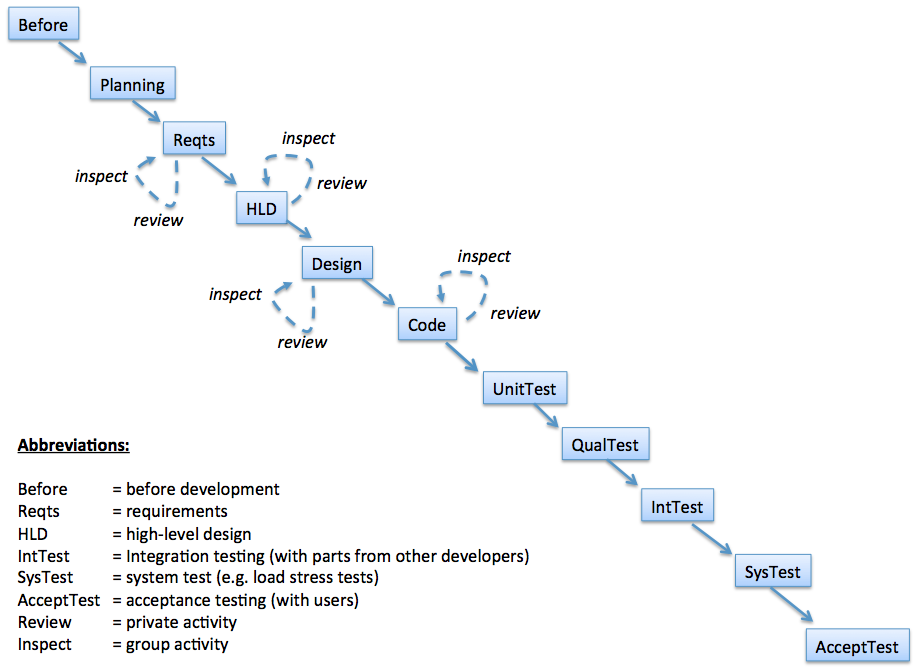 Before
Planning
Reqts
inspect
review
inspect
review
HLD
Design
inspect
review
inspect
review
Code
UnitTest
QualTest
IntTest
SysTest
AcceptTest
Abbreviations:
Before = before development
Reqts = requirements
HLD = high-level design
IntTest = Integration testing (with parts from other developers)
SysTest = system test (e.g. load stress tests)
AcceptTest = acceptance testing (with users)
Review = private activity
Inspect = group activity